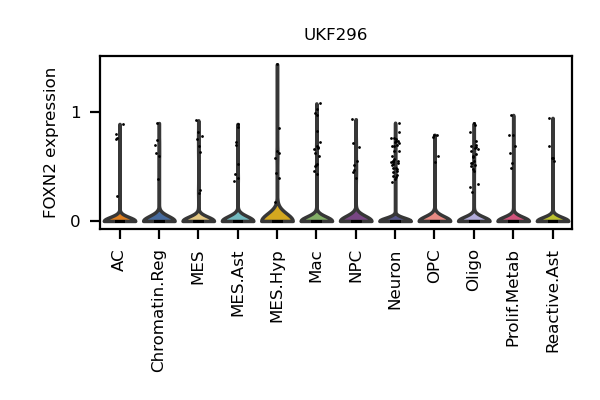 UKF296
FOXN2 expression
1
0
AC
Chromatin.Reg
MES
MES.Ast
MES.Hyp
Mac
NPC
Neuron
OPC
Oligo
Prolif.Metab
Reactive.Ast